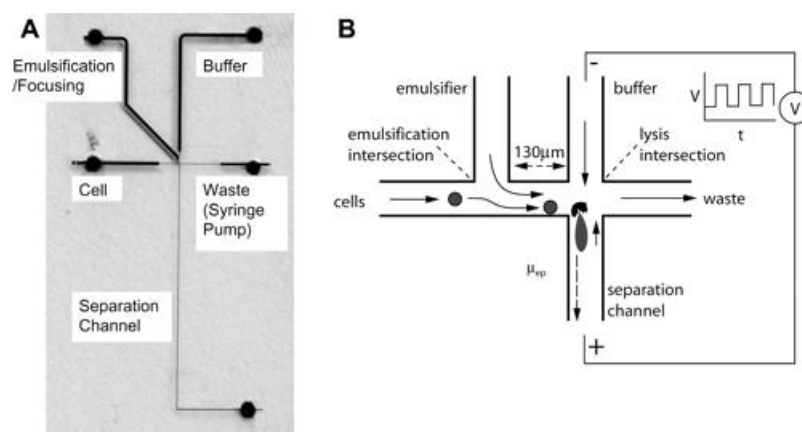 A
Emulsification
/Focusing
Buffer
Cell
Waste
(Syringe
Pump)
Separation
Channel
B
emulsifier
buffer
-
V
t
V
emulsification
intersection
130μm
lysis
intersection
cells
waste
μep
separation
channel
+